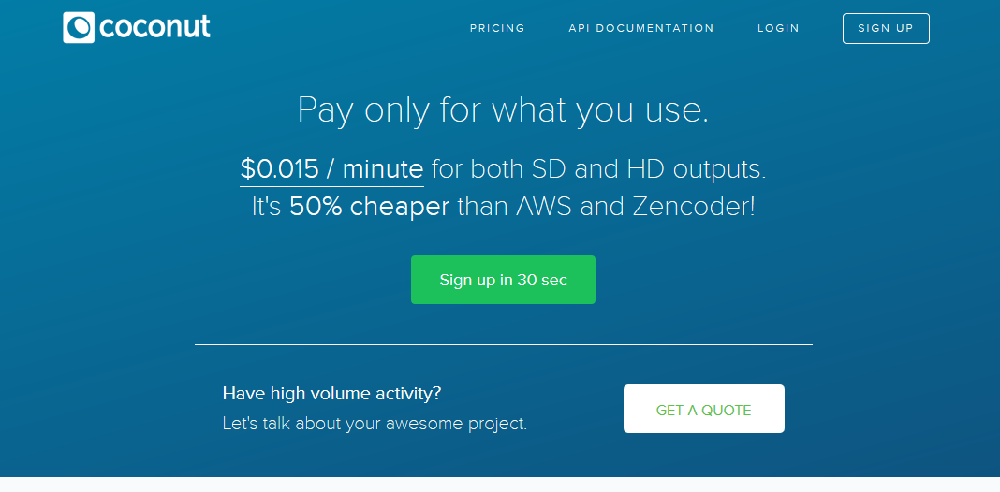 coconut
PRICING
API DOCUMENTATION
LOGIN
SIGN UP
Pay only for what you use.
$0.015 / minute for both SD and HD outputs.
It's 50% cheaper than AWS and Zencoder!
Sign up in 30 sec
Have high volume activity?
Let's talk about your awesome project.
GET A QUOTE